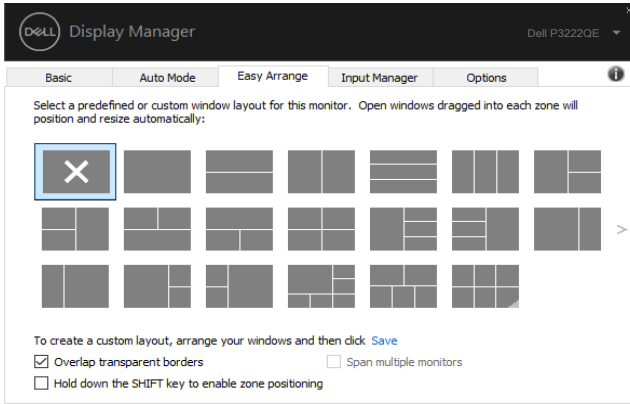 DELL Display Manager
Dell P3222QE
Basic Auto Mode Easy Arrange Input Manager Options
Select a predefined or custom window layout for this monitor. Open windows dragged into each zone will
position and resize automatically:
To create a custom layout, arrange your windows and then click Save
Overlap transparent borders
Span multiple monitors
Hold down the SHIFT key to enable zone positioning